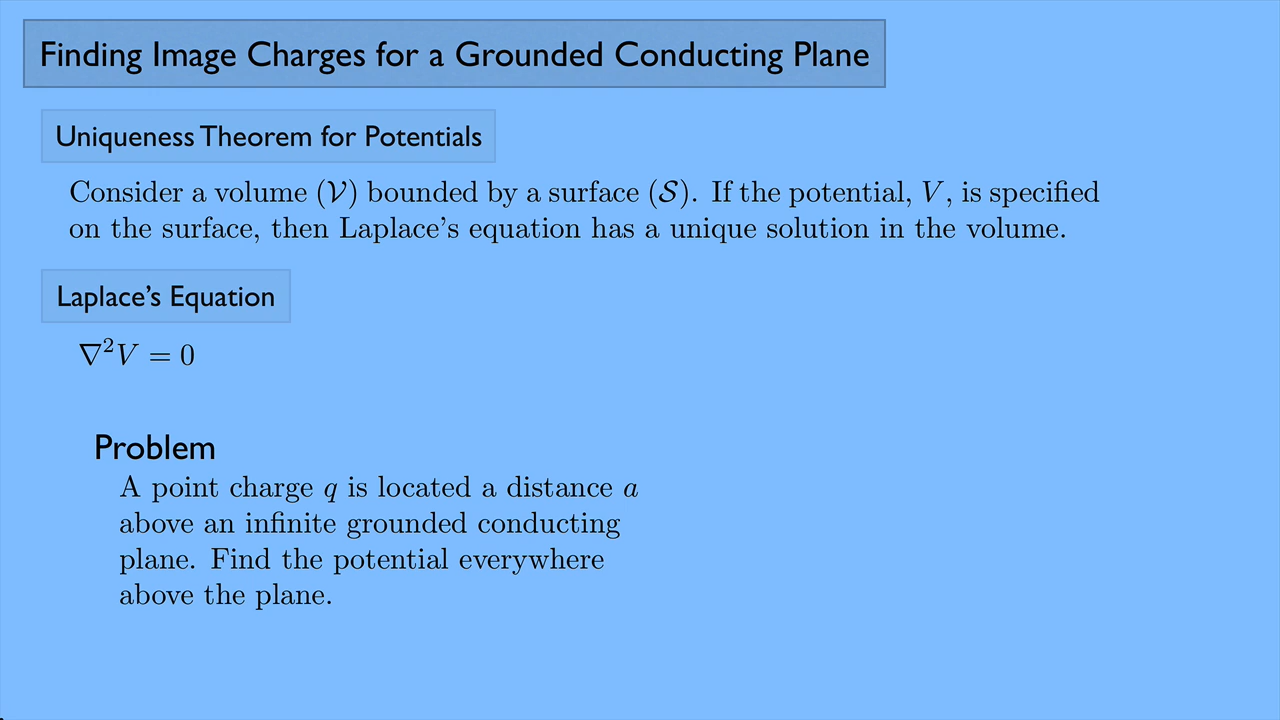 Finding Image Charges for a Grounded Conducting Plane
Uniqueness Theorem for Potentials
Consider a volume (𝒱) bounded by a surface (𝒮). If the potential, V, is specified
on the surface, then Laplace's equation has a unique solution in the volume.
Laplace's Equation
∇²V = 0
Problem
A point charge q is located a distance a
above an infinite grounded conducting
plane. Find the potential everywhere
above the plane.